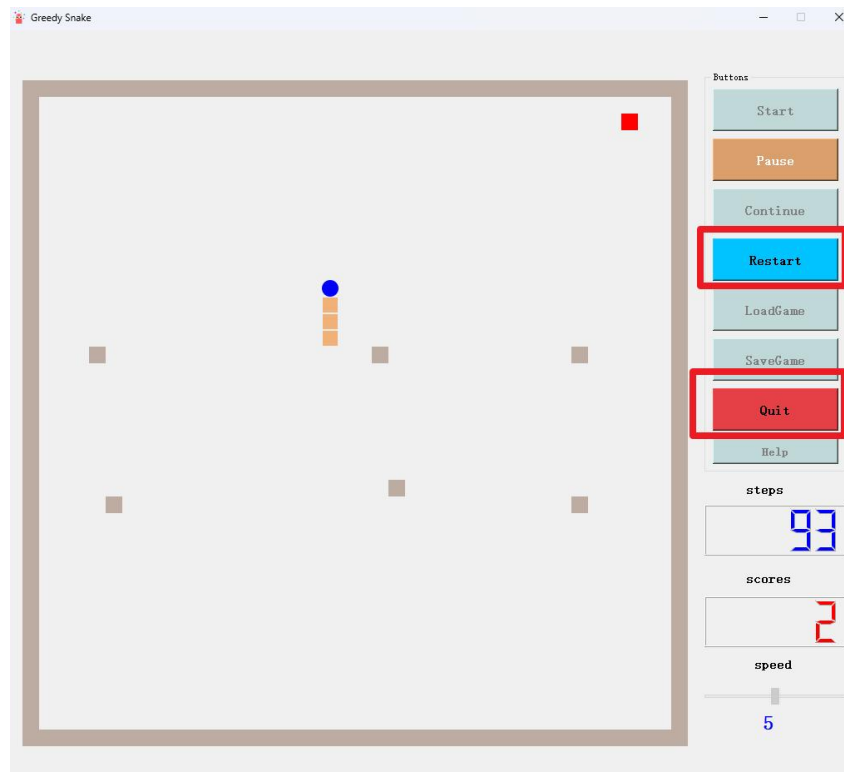 Greedy Snake
Buttons
Start
Pause
Continue
Restart
LoadGame
SaveGame
Quit
Help
steps
93
scores
2
speed
5